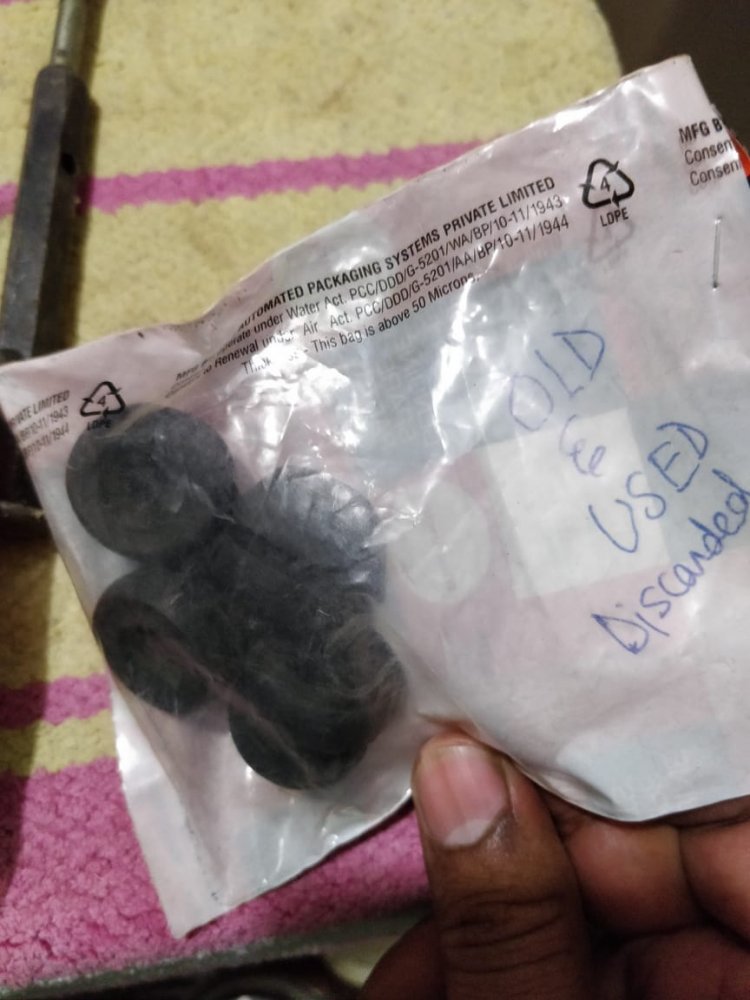 AUTOMATED PACKAGING SYSTEMS PRIVATE LIMITED
under Water Act. PCC/DDD/G-5201/WA/BP/10-11/1943
Renewal under Air Act. PCC/DDD/G-5201/AA/BP/10-11/1944
This bag is above 50 Microns
4
LDPE
MFG B
Consen
Consen
LIMITED
4
LDPE
OLD
&
USED
Discarded